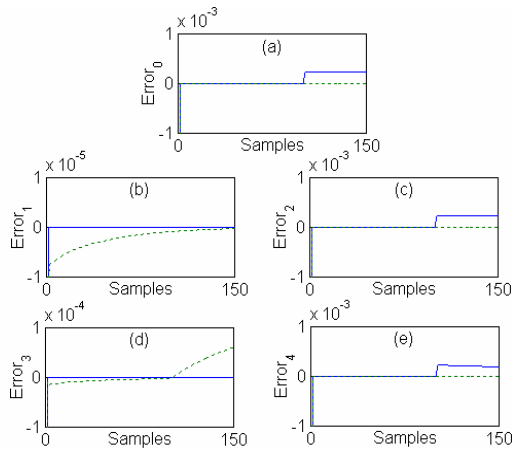 x 10⁻³
(a)
1
0
-1
Error₀
0 Samples 150
x 10⁻⁵
(b)
1
0
-1
Error₁
0 Samples 150
x 10⁻³
(c)
1
0
-1
Error₂
0 Samples 150
x 10⁻⁴
(d)
1
0
-1
Error₃
0 Samples 150
x 10⁻³
(e)
1
0
-1
Error₄
0 Samples 150